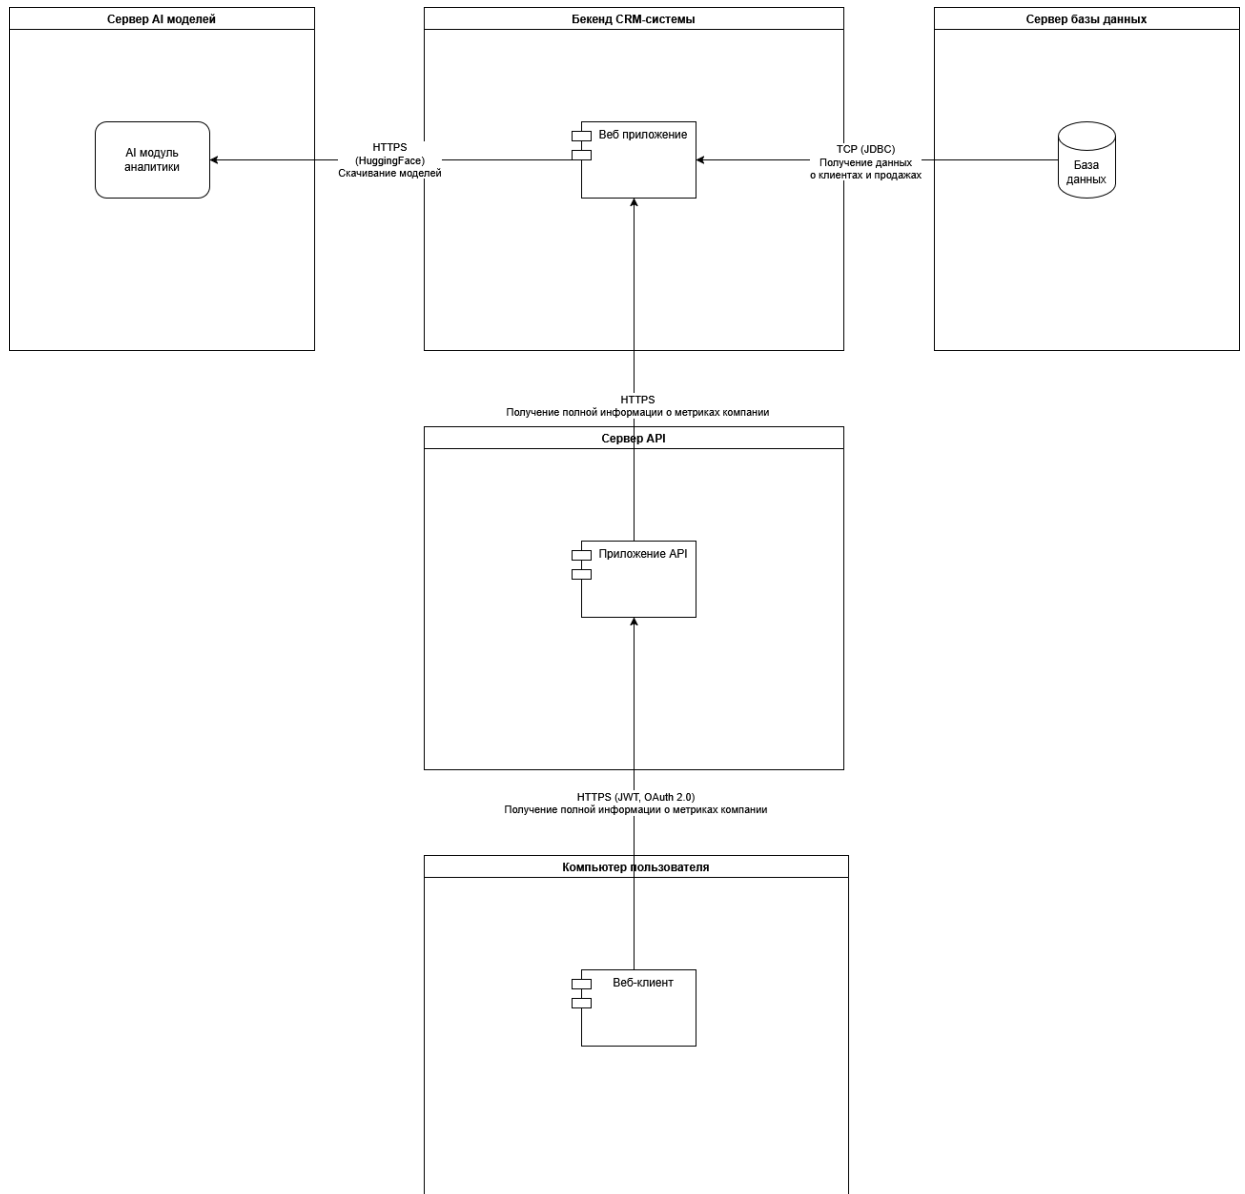 Сервер AI моделей
Бекенд CRM-системы
Сервер базы данных
AI модуль
аналитики
HTTPS
(HuggingFace)
Скачивание моделей
Веб приложение
TCP (JDBC)
Получение данных
о клиентах и продажах
База
данных
HTTPS
Получение полной информации о метриках компании
Сервер API
Приложение API
HTTPS (JWT, OAuth 2.0)
Получение полной информации о метриках компании
Компьютер пользователя
Веб-клиент